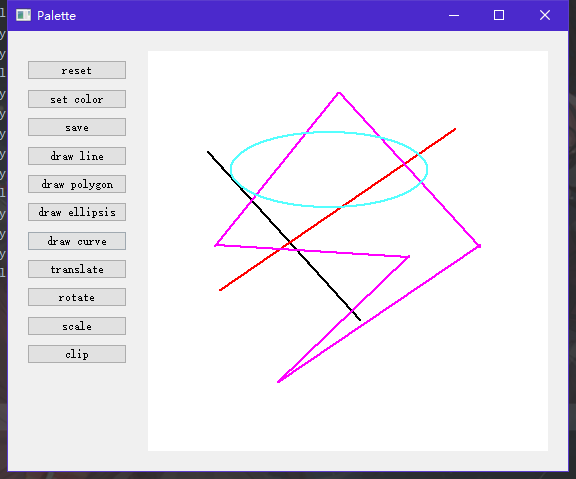 Palette
reset
set color
save
draw line
draw polygon
draw ellipsis
draw curve
translate
rotate
scale
clip